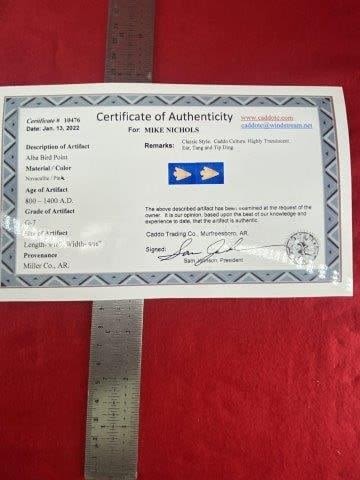 Certificate # 10476
Date: Jan. 13, 2022
Certificate of Authenticity
For MIKE NICHOLS
www.caddotc.com
caddotc@windstream.net
Description of Artifact
Alba Bird Point
Material / Color
Novaculite / Pink
Age of Artifact
800 – 1400 A.D.
Grade of Artifact
G-7
Size of Artifact
Length- Width-
Provenance
Miller Co., AR.
Remarks: Classic Style. Caddo Culture. Highly Translucent.
Ear, Tang and Tip Ding.
The above described artifact has been examined at the request of the
owner. It is our opinion, based upon the best of our knowledge and
experience to date, that the artifact is authentic.
Caddo Trading Co., Murfreesboro, AR.
Signed:
Sam Johnson, President